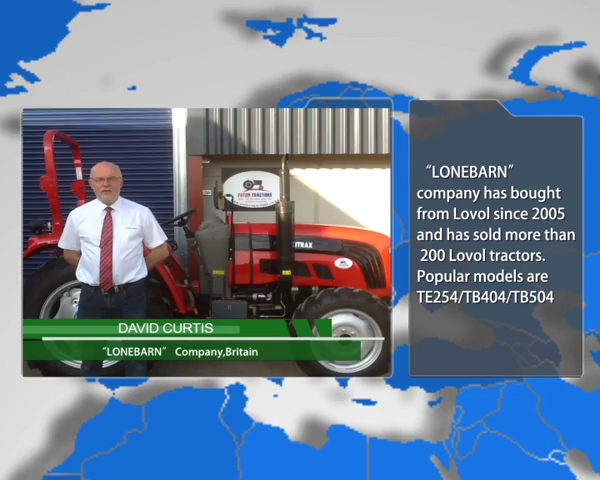 FOTON TRACTORS
ITRAX
DAVID CURTIS
“LONEBARN” Company,Britain
“LONEBARN”
company has bought
from Lovol since 2005
and has sold more than
200 Lovol tractors.
Popular models are
TE254/TB404/TB504